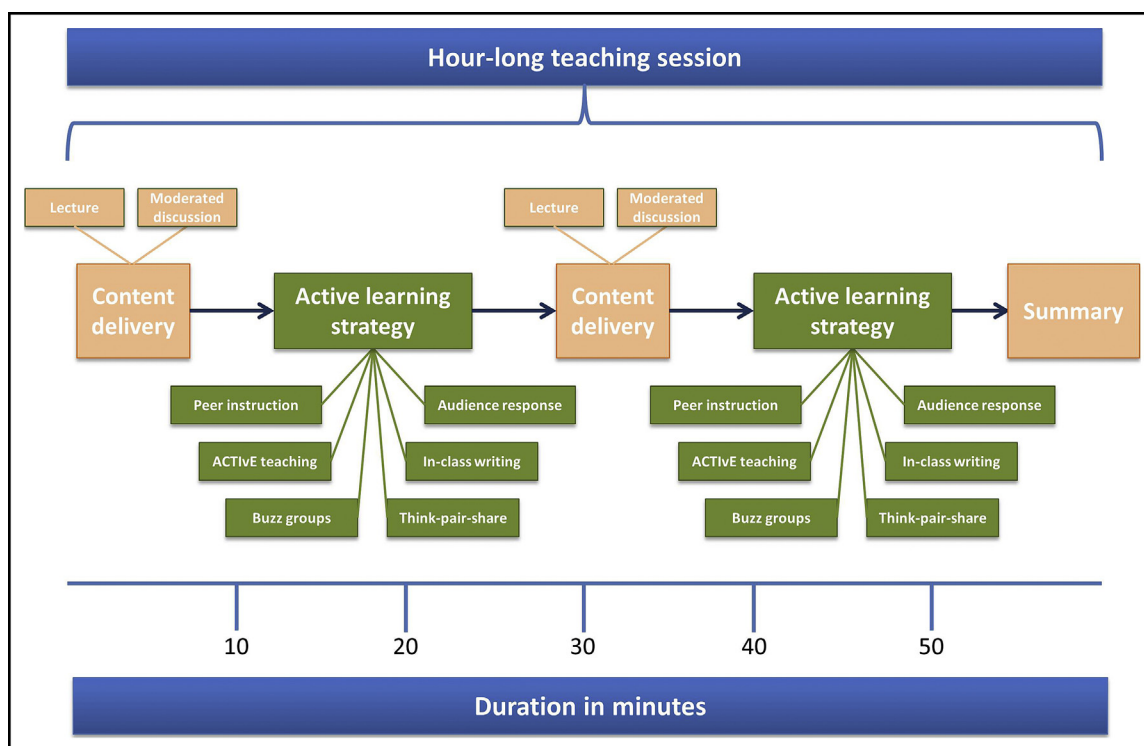 Hour-long teaching session
Lecture
Moderated
discussion
Lecture
Moderated
discussion
Content
delivery
Active learning
strategy
Content
delivery
Active learning
strategy
Summary
Peer instruction
Audience response
Peer instruction
Audience response
ACTIvE teaching
In-class writing
ACTIvE teaching
In-class writing
Buzz groups
Think-pair-share
Buzz groups
Think-pair-share
10 20 30 40 50
Duration in minutes